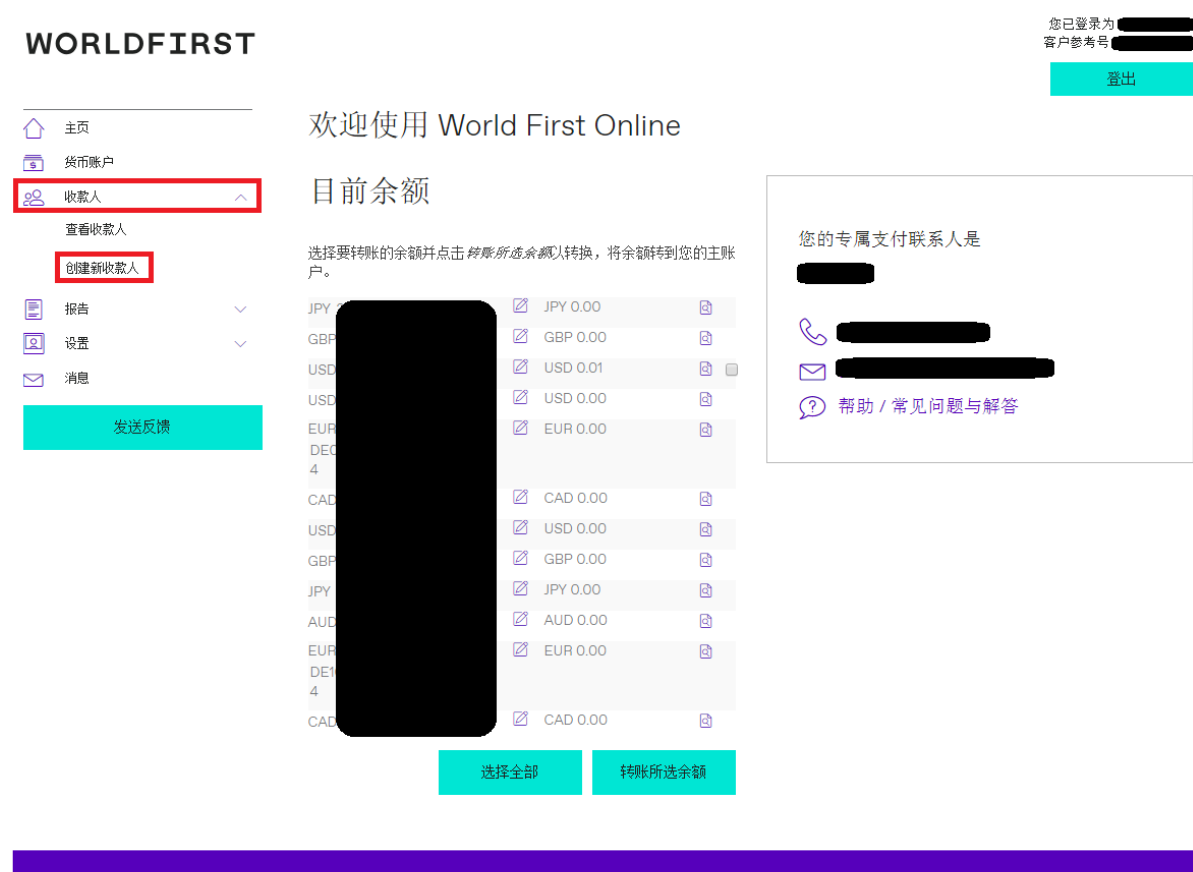 WORLDFIRST
您已登录为
客户参考号
登出
主页
货币账户
收款人
查看收款人
创建新收款人
报告
设置
消息
发送反馈
欢迎使用 World First Online
目前余额
选择要转账的余额并点击转账所选余额以转换，将余额转到您的主账
户。
JPY JPY 0.00
GBP GBP 0.00
USD USD 0.01
USD USD 0.00
EUR EUR 0.00
DE
4
CAD CAD 0.00
USD USD 0.00
GBP GBP 0.00
JPY JPY 0.00
AUD AUD 0.00
EUR EUR 0.00
DE1
4
CAD CAD 0.00
选择全部
转账所选余额
您的专属支付联系人是
帮助 / 常见问题与解答